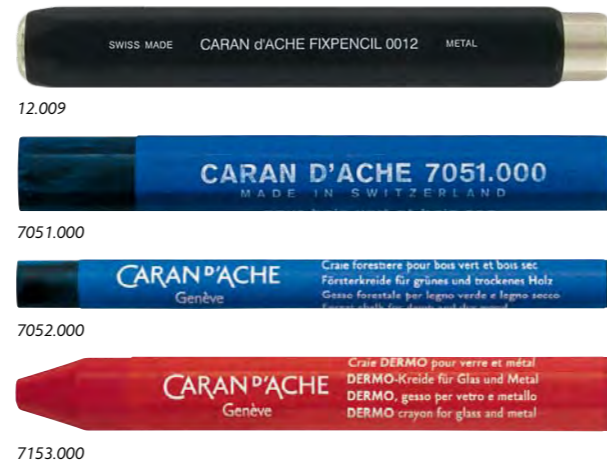 SWISS MADE CARAN d'ACHE FIXPENCIL 0012 METAL
12.009
CARAN D'ACHE 7051.000
MADE IN SWITZERLAND
7051.000
CARAN D'ACHE
Genève
Craie forestiere pour bois vert et bois sec
Försterkreide für grünes und trockenes Holz
Gesso forestale per legno verde e legno secco
7052.000
CARAN D'ACHE
Genève
Craie DERMO pour verre et métal
DERMO-Kreide für Glas und Metal
DERMO, gesso per vetro e metallo
DERMO crayon for glass and metal
7153.000